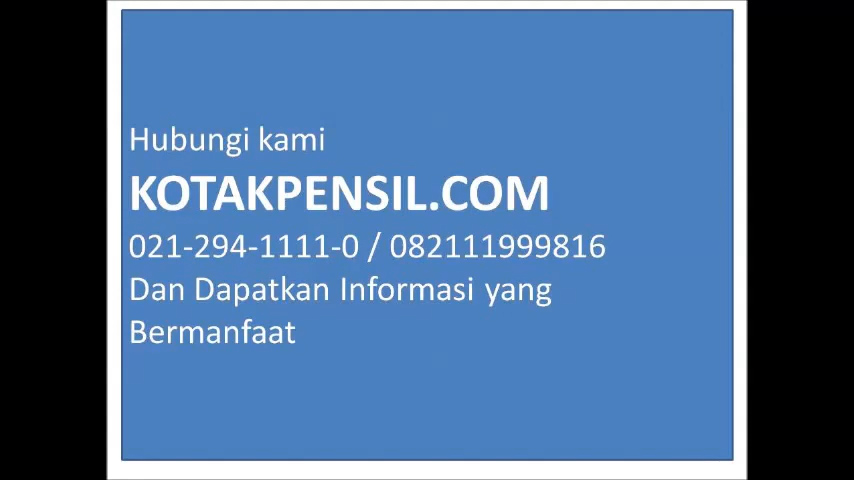 Hubungi kami
KOTAKPENSIL.COM
021-294-1111-0 / 082111999816
Dan Dapatkan Informasi yang
Bermanfaat